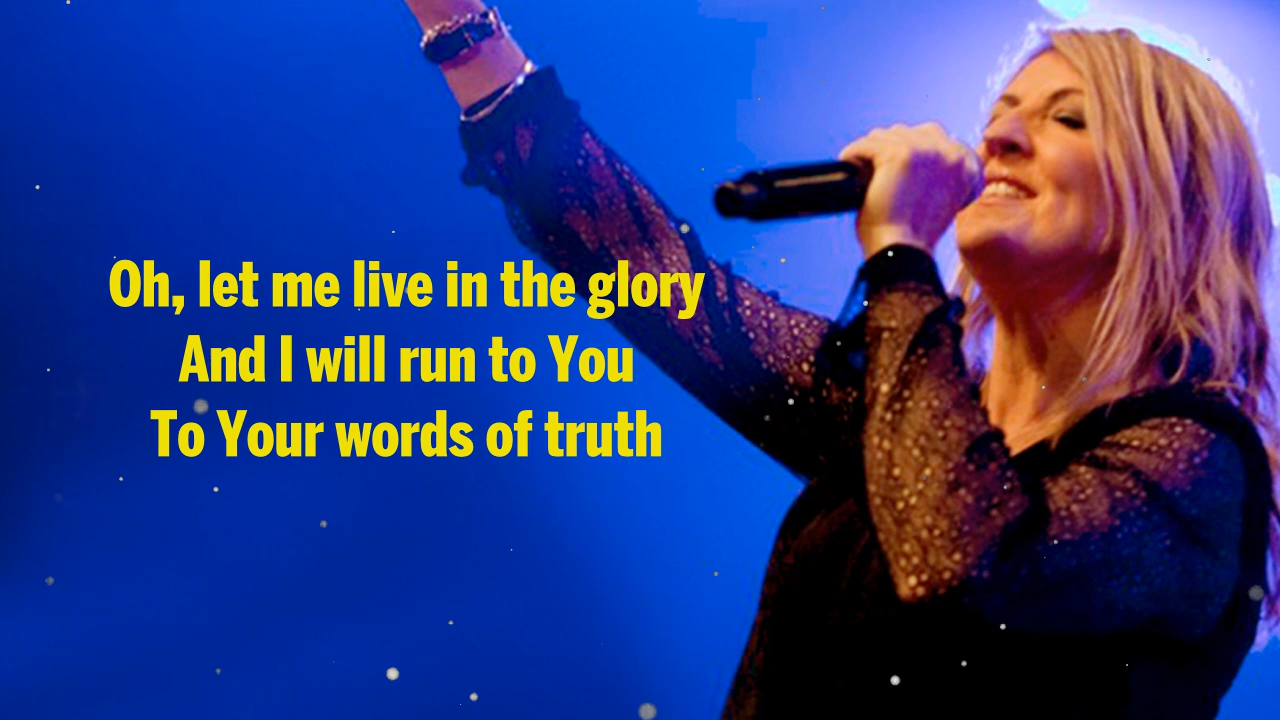 Oh, let me live in the glory
And I will run to You
To Your words of truth